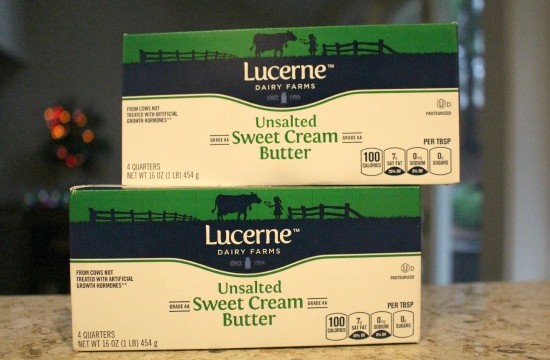 Lucerne™
DAIRY FARMS
FROM COWS NOT
TREATED WITH ARTIFICIAL
GROWTH HORMONES**
U D
PASTEURIZED
Unsalted
GRADE AA Sweet Cream GRADE AA
Butter
PER TBSP
100 CALORIES
7g SAT FAT
0mg SODIUM
0g SUGARS
4 QUARTERS
NET WT 16 OZ (1 LB) 454 g
Lucerne™
DAIRY FARMS
FROM COWS NOT
TREATED WITH ARTIFICIAL
GROWTH HORMONES**
U D
PASTEURIZED
Unsalted
GRADE AA Sweet Cream GRADE AA
Butter
PER TBSP
100 CALORIES
7g SAT FAT
0mg SODIUM
0g SUGARS
4 QUARTERS
NET WT 16 OZ (1 LB) 454 g